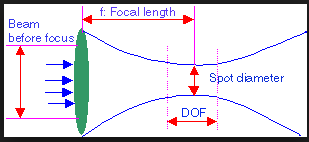 f: Focal length
Beam
before focus
Spot diameter
DOF